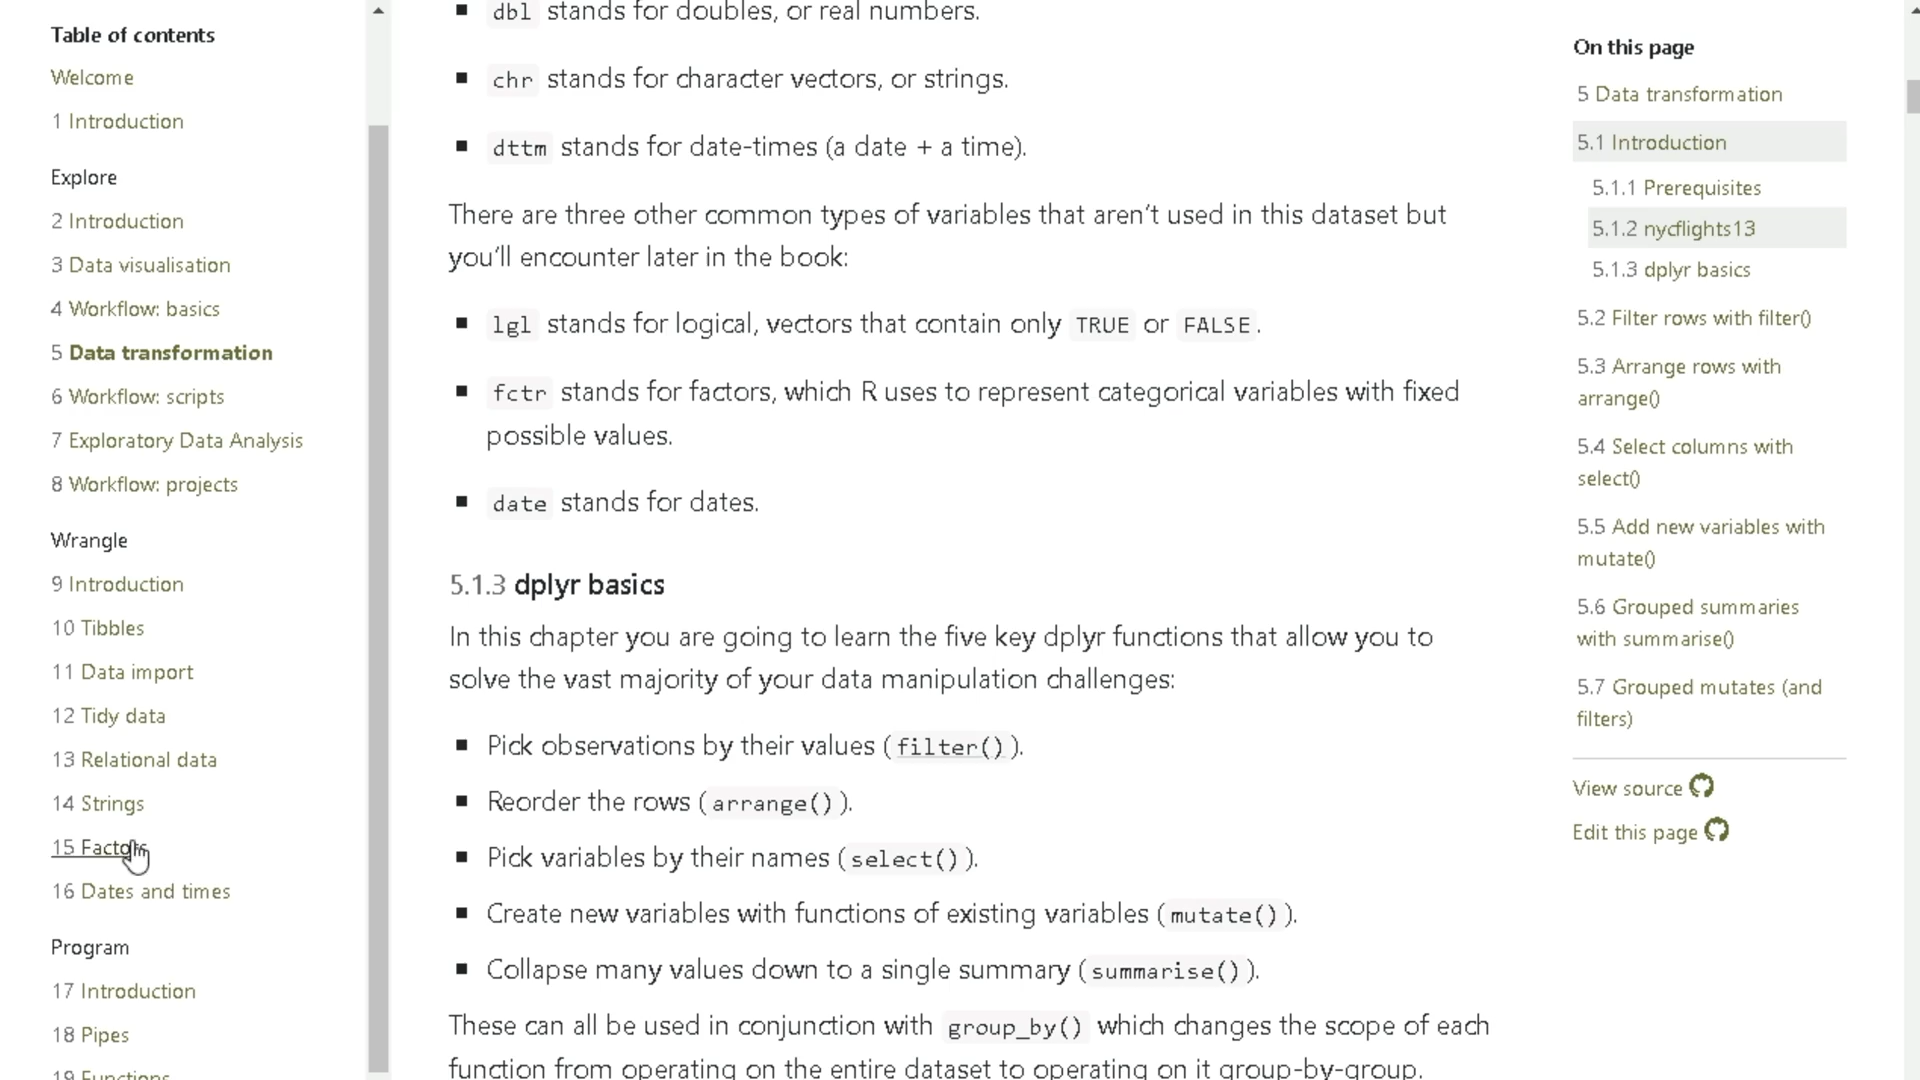 Table of contents
Welcome
1 Introduction
Explore
2 Introduction
3 Data visualisation
4 Workflow: basics
5 Data transformation
6 Workflow: scripts
7 Exploratory Data Analysis
8 Workflow: projects
Wrangle
9 Introduction
10 Tibbles
11 Data import
12 Tidy data
13 Relational data
14 Strings
15 Factors
16 Dates and times
Program
17 Introduction
18 Pipes
19 Functions
dbl stands for doubles, or real numbers.
chr stands for character vectors, or strings.
dttm stands for date-times (a date + a time).
There are three other common types of variables that aren't used in this dataset but
you'll encounter later in the book:
lgl stands for logical, vectors that contain only TRUE or FALSE.
fctr stands for factors, which R uses to represent categorical variables with fixed
possible values.
date stands for dates.
5.1.3 dplyr basics
In this chapter you are going to learn the five key dplyr functions that allow you to
solve the vast majority of your data manipulation challenges:
Pick observations by their values (filter()).
Reorder the rows (arrange()).
Pick variables by their names (select()).
Create new variables with functions of existing variables (mutate()).
Collapse many values down to a single summary (summarise()).
These can all be used in conjunction with group_by() which changes the scope of each
function from operating on the entire dataset to operating on it group-by-group.
On this page
5 Data transformation
5.1 Introduction
5.1.1 Prerequisites
5.1.2 nycflights13
5.1.3 dplyr basics
5.2 Filter rows with filter()
5.3 Arrange rows with
arrange()
5.4 Select columns with
select()
5.5 Add new variables with
mutate()
5.6 Grouped summaries
with summarise()
5.7 Grouped mutates (and
filters)
View source
Edit this page